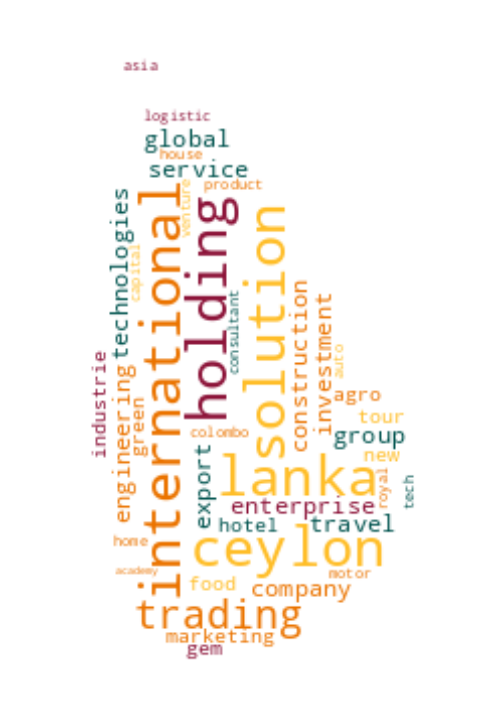 asia
logistic
global
house
service
product
venture
international
holding
technologies
solution
capital
consultant
construction
investment
auto
industrie
engineering
green
agro
tour
colombo
group
export
new
lanka
royal
tech
enterprise
hotel
travel
ceylon
home
academy
motor
food
company
trading
marketing
gem